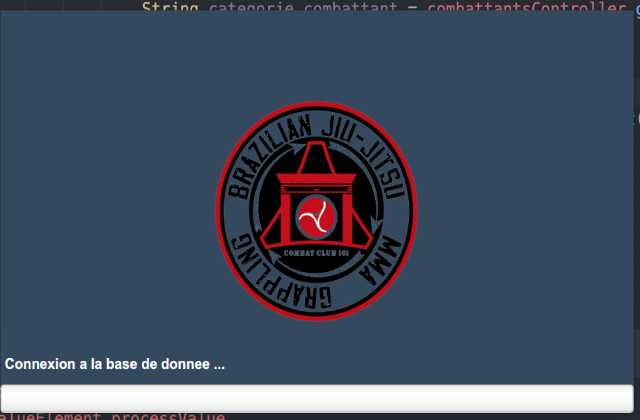 String categorie_combattant = combattantsController.g
BRAZILIAN JIU-JITSU
COMBAT CLUB 101
GRAPPLING
MMA
Connexion a la base de donnee ...
alueElement.processValue